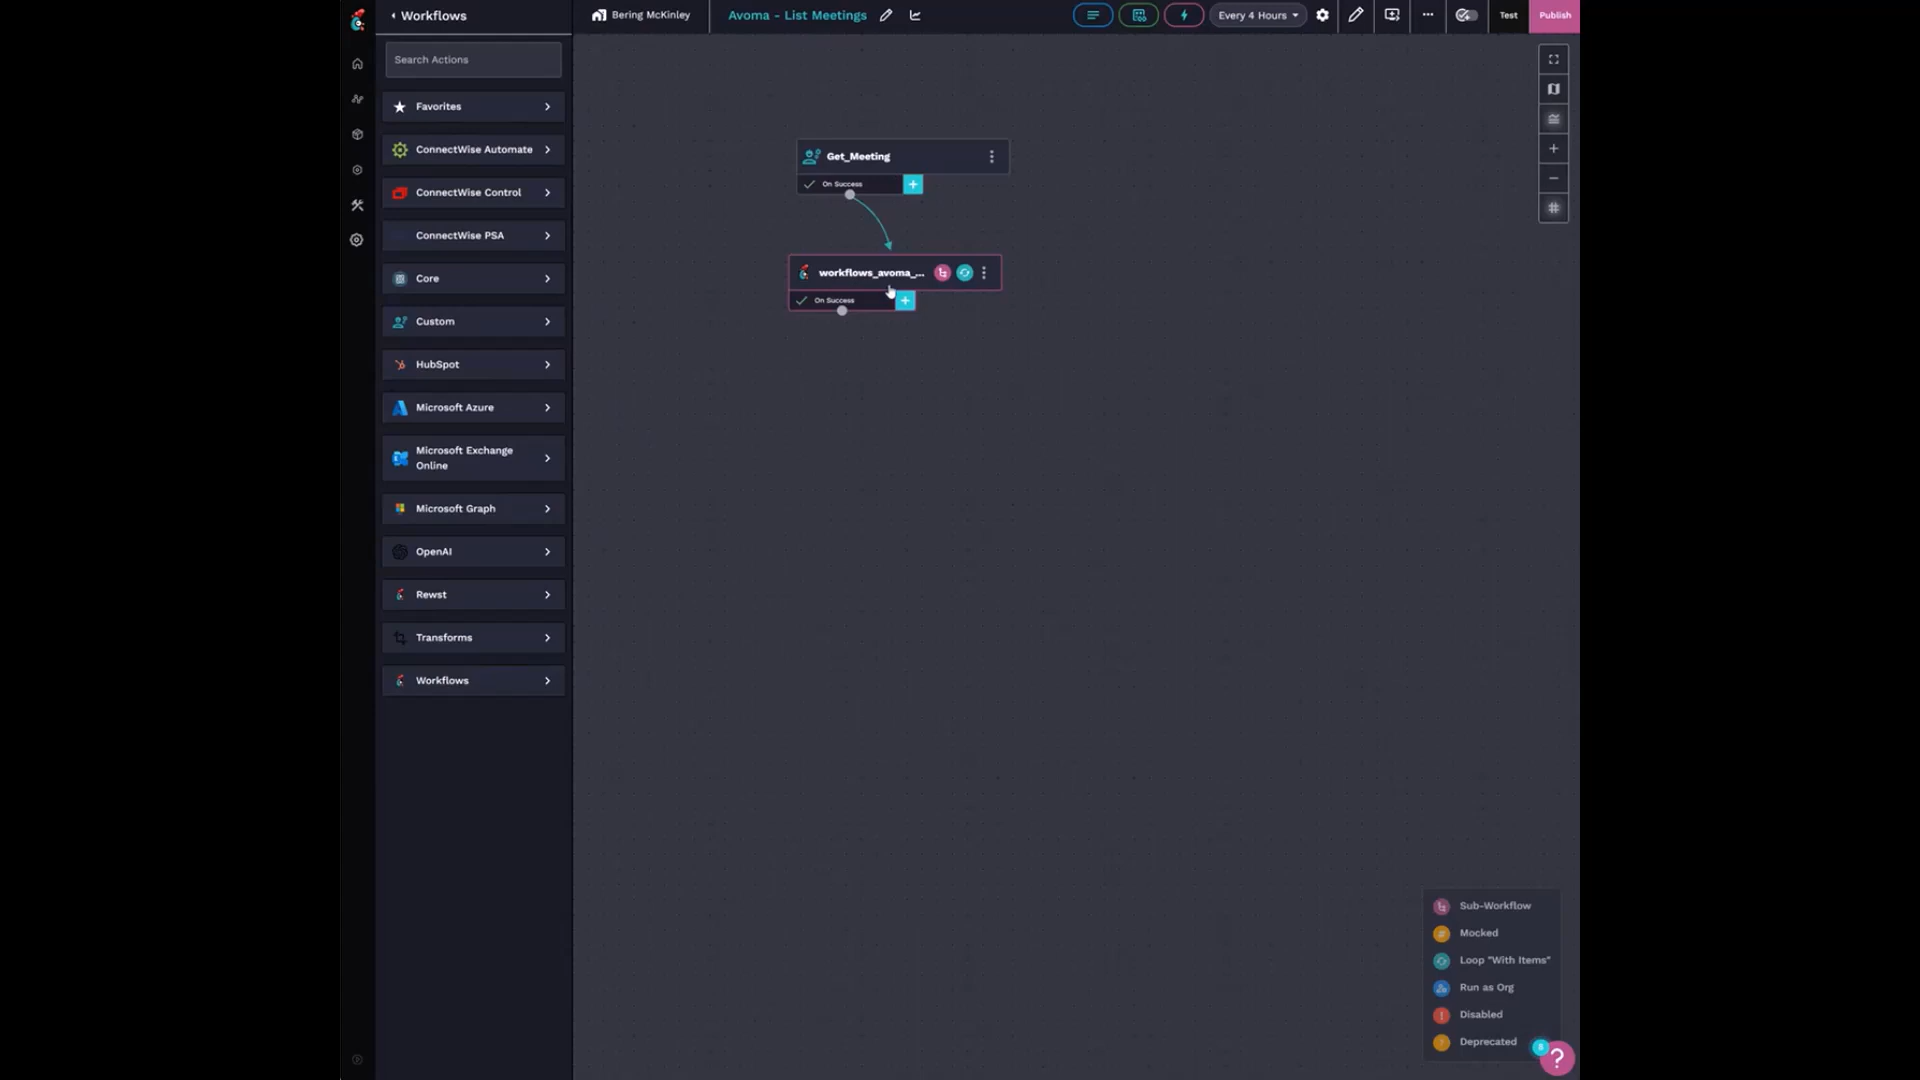 Workflows
Bering McKinley
Avoma - List Meetings
Every 4 Hours
Test
Publish
Search Actions
Favorites
ConnectWise Automate
ConnectWise Control
ConnectWise PSA
Core
Custom
HubSpot
Microsoft Azure
Microsoft Exchange
Online
Microsoft Graph
OpenAI
Rewst
Transforms
Workflows
Get_Meeting
On Success
workflows_avoma_...
On Success
Sub-Workflow
Mocked
Loop "With Items"
Run as Org
Disabled
Deprecated